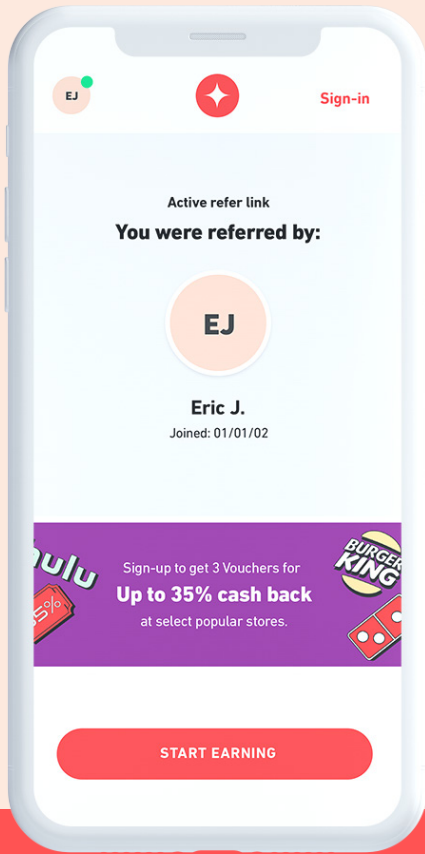 EJ
Sign-in
Active refer link
You were referred by:
EJ
Eric J.
Joined: 01/01/02
hulu
35%
Sign-up to get 3 Vouchers for
Up to 35% cash back
at select popular stores.
BURGER
KING
START EARNING